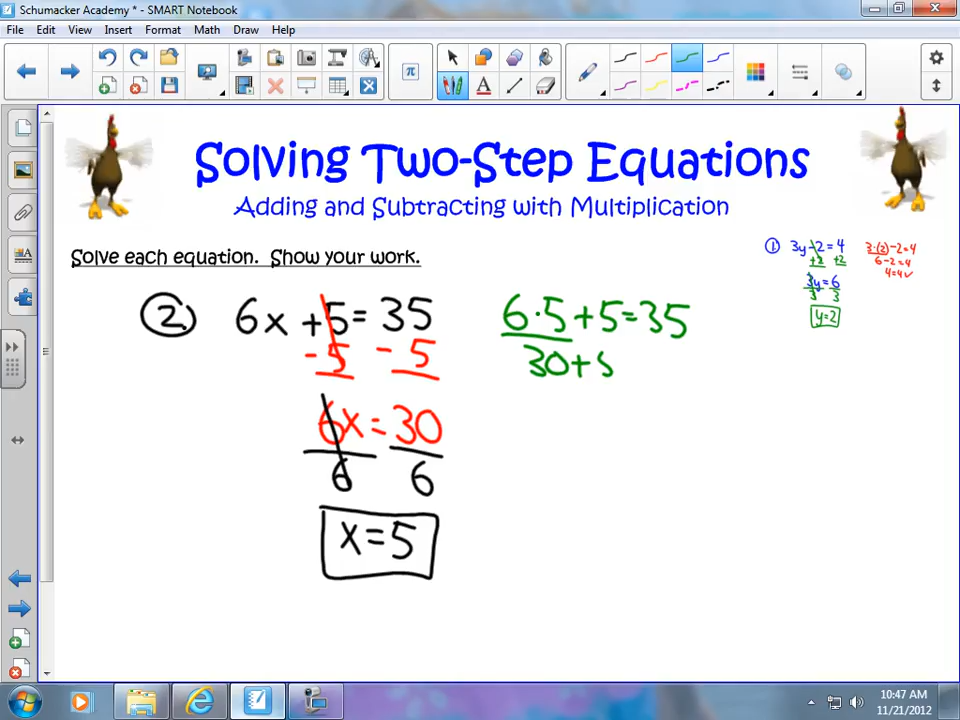 Schumacker Academy * - SMART Notebook
File Edit View Insert Format Math Draw Help
π
A
Solving Two-Step Equations
Adding and Subtracting with Multiplication
Solve each equation. Show your work.
① 3y - 2 = 4
+2 +2
3y = 6
3 3
y = 2
3·(2) - 2 = 4
6 - 2 = 4
4 = 4 ✓
② 6x + 5 = 35
- 5 - 5
6x = 30
6 6
x = 5
6·5 + 5 = 35
30 + 5
10:47 AM
11/21/2012